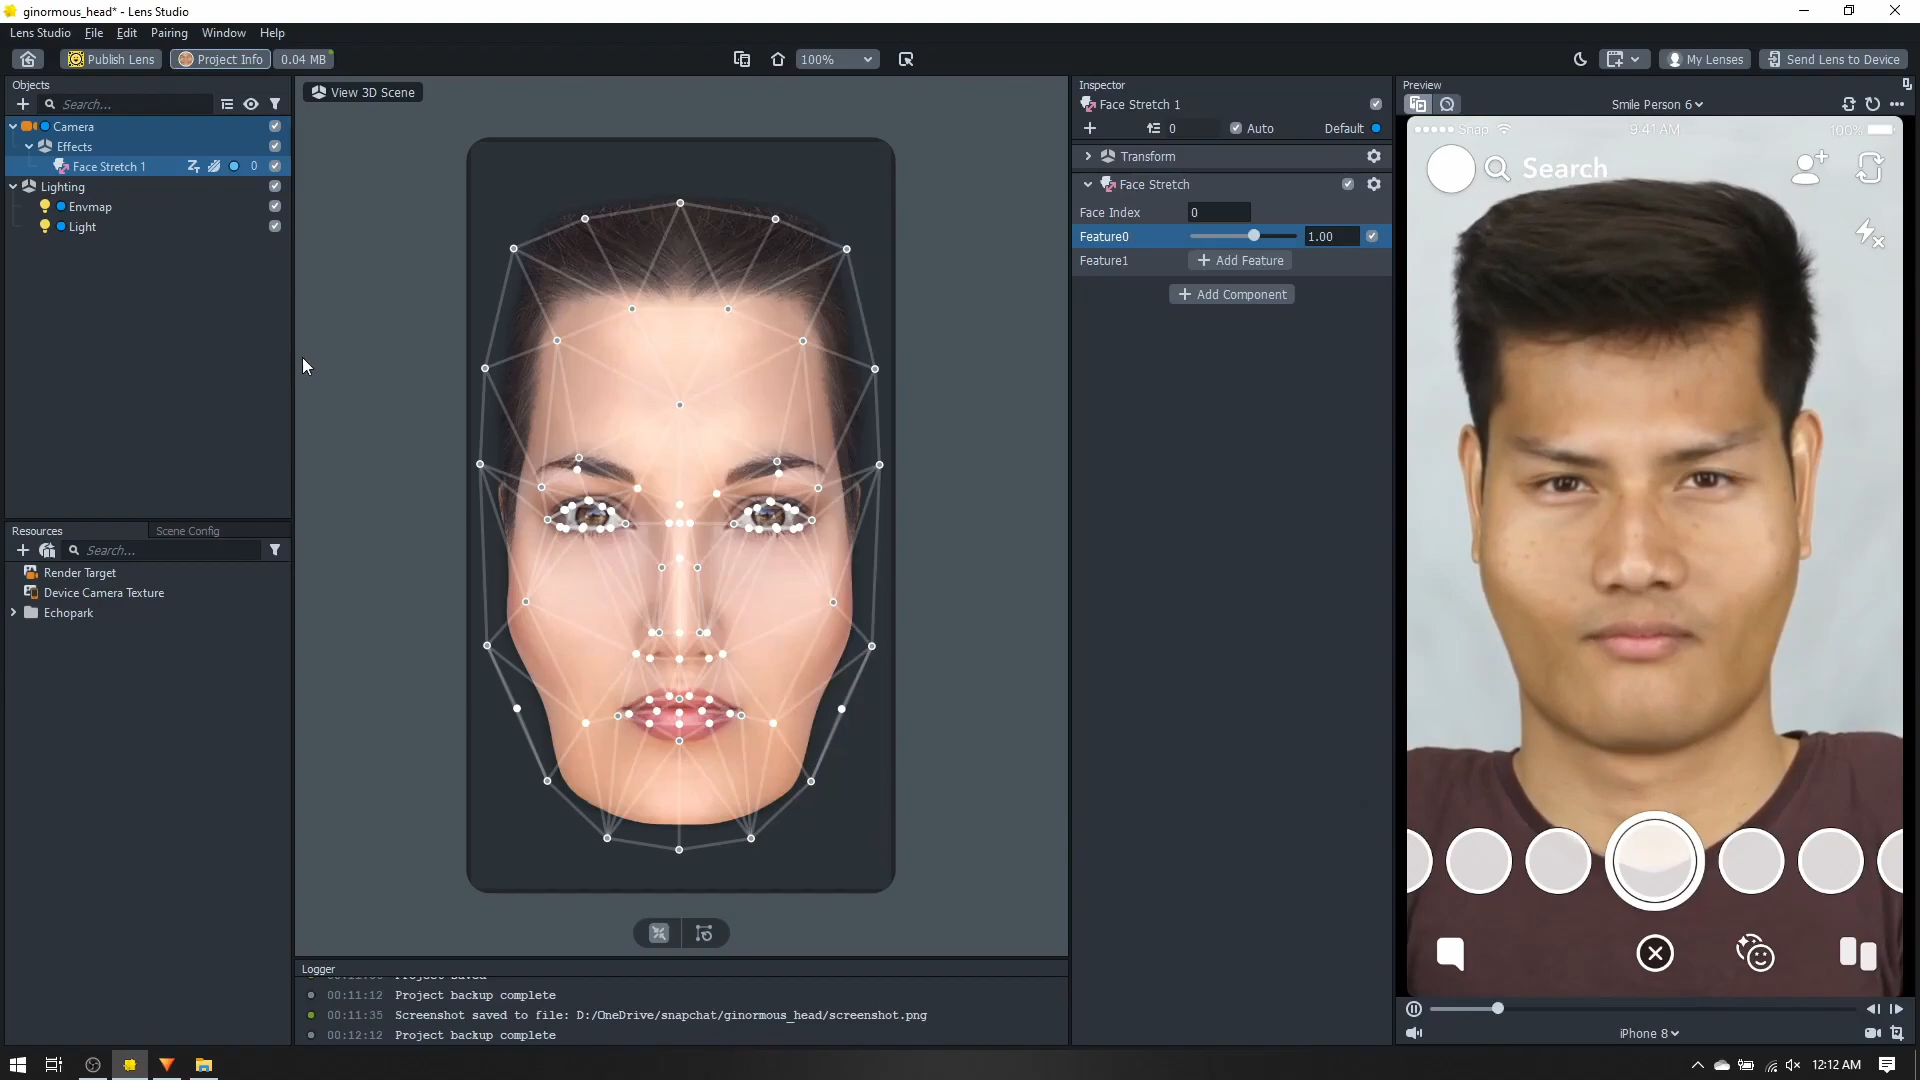 ginormous_head* - Lens Studio
Lens Studio File Edit Pairing Window Help
Publish Lens Project Info 0.04 MB 100% My Lenses Send Lens to Device
Objects
Search...
Camera
Effects
Face Stretch 1 0
Lighting
Envmap
Light
Resources Scene Config
Search...
Render Target
Device Camera Texture
Echopark
View 3D Scene
Logger
Project saved
00:11:12 Project backup complete
00:11:35 Screenshot saved to file: D:/OneDrive/snapchat/ginormous_head/screenshot.png
00:12:12 Project backup complete
Inspector
Face Stretch 1
0 Auto Default
Transform
Face Stretch
Face Index 0
Feature0 1.00
Feature1 + Add Feature
+ Add Component
Preview
Smile Person 6
Snap 9:41 AM 100%
Search
iPhone 8
12:12 AM